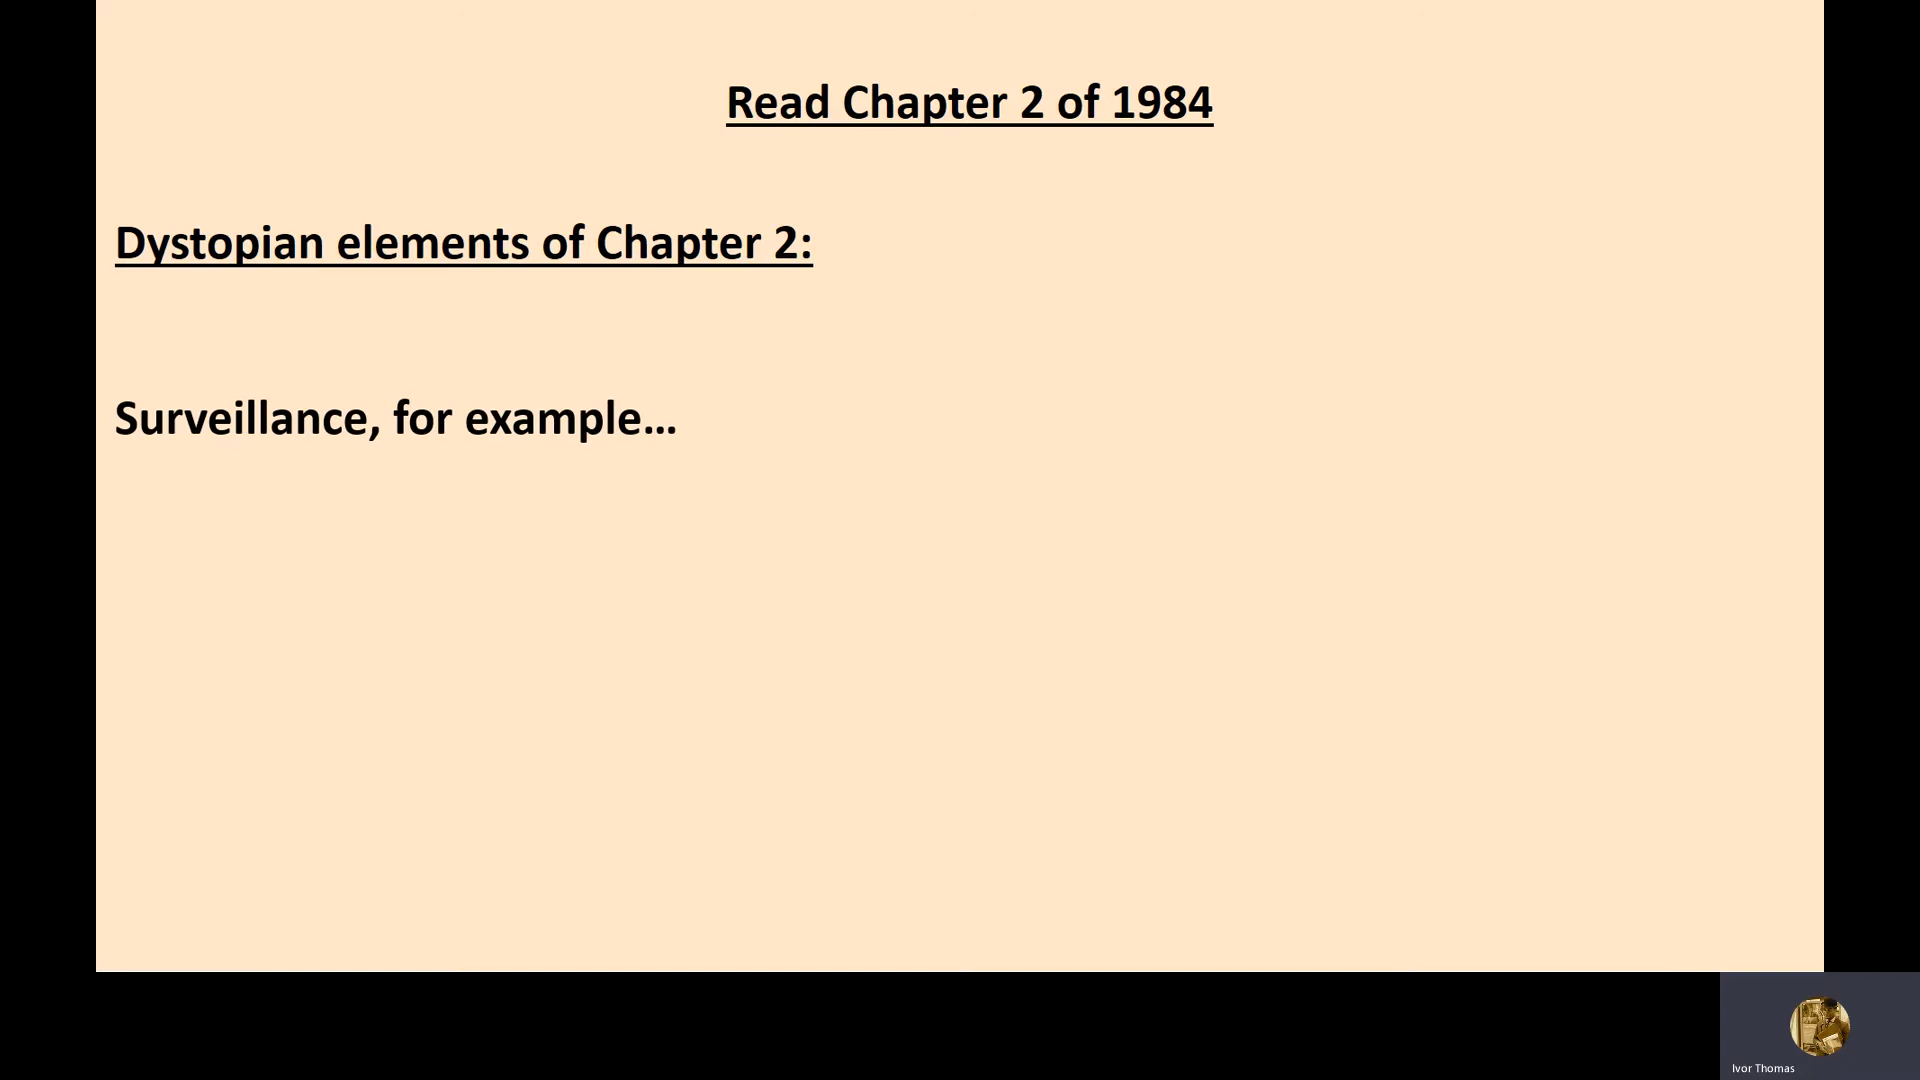 Read Chapter 2 of 1984
Dystopian elements of Chapter 2:
Surveillance, for example...
Ivor Thomas